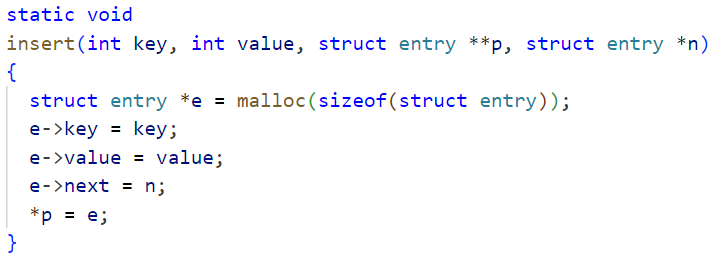 static void
insert(int key, int value, struct entry **p, struct entry *n)
{
  struct entry *e = malloc(sizeof(struct entry));
  e->key = key;
  e->value = value;
  e->next = n;
  *p = e;
}